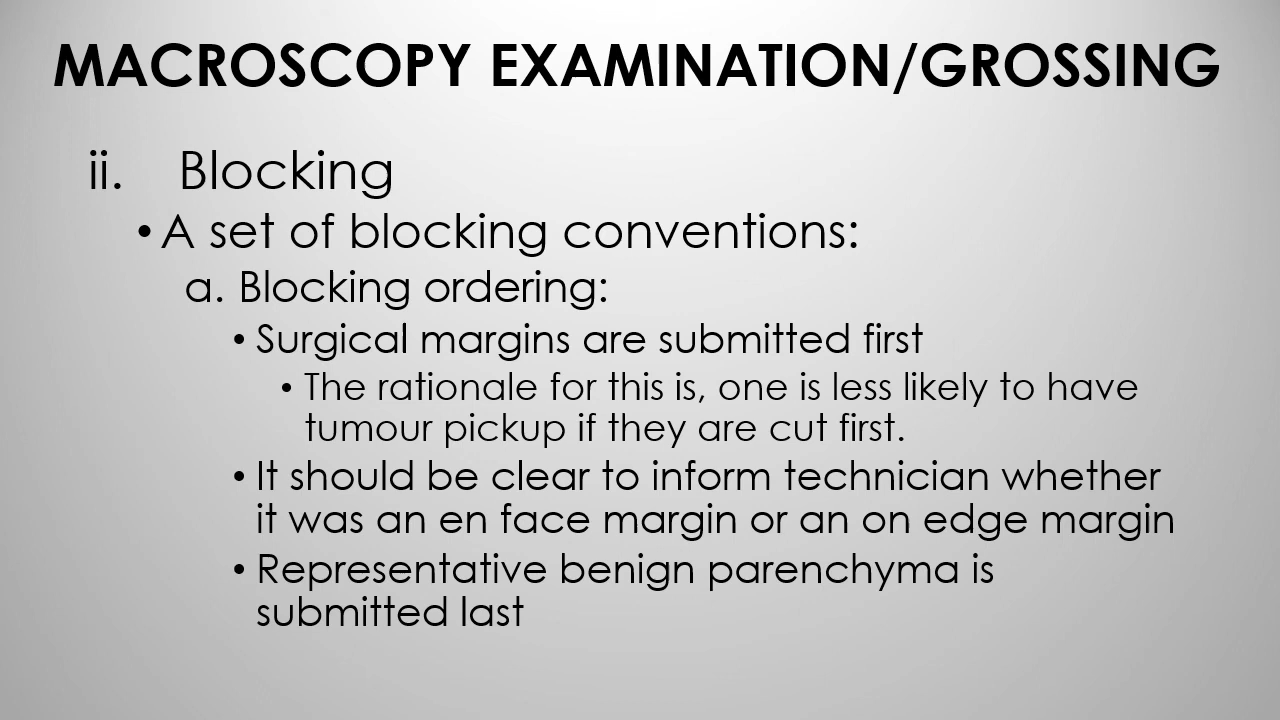 MACROSCOPY EXAMINATION/GROSSING
ii. Blocking
• A set of blocking conventions:
a. Blocking ordering:
• Surgical margins are submitted first
• The rationale for this is, one is less likely to have
tumour pickup if they are cut first.
• It should be clear to inform technician whether
it was an en face margin or an on edge margin
• Representative benign parenchyma is
submitted last